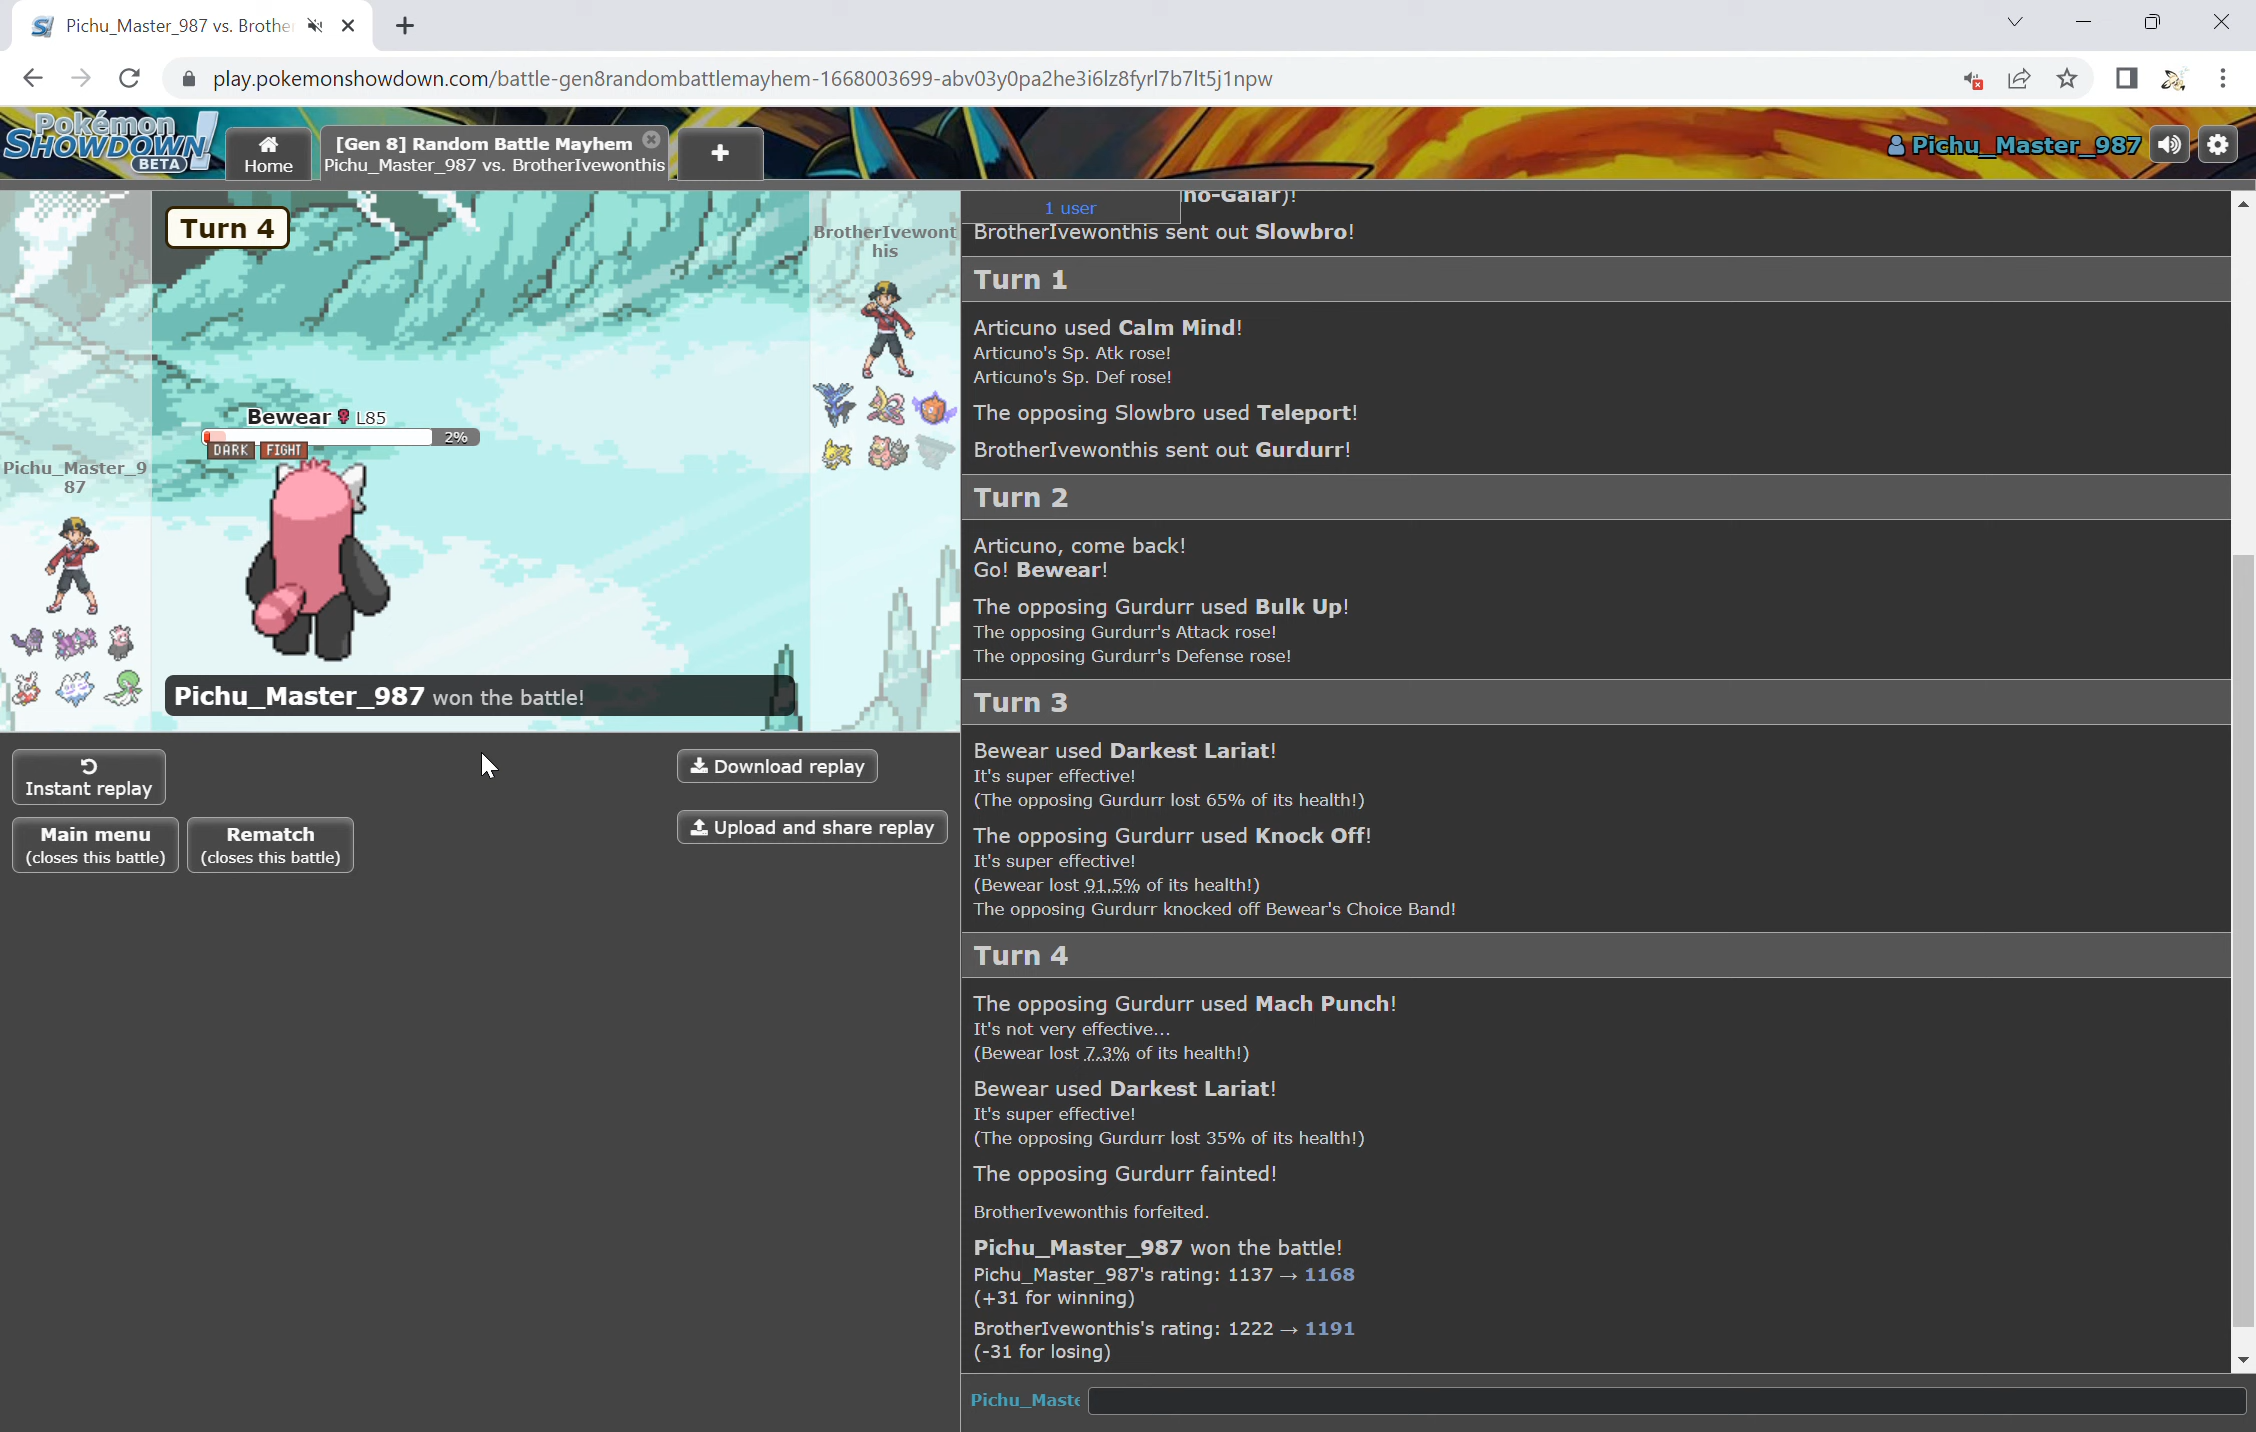 Pichu_Master_987 vs. Brothe
play.pokemonshowdown.com/battle-gen8randombattlemayhem-1668003699-abv03y0pa2he3i6lz8fyrl7b7lt5j1npw
Pokémon
SHOWDOWN!
BETA
Home
[Gen 8] Random Battle Mayhem
Pichu_Master_987 vs. BrotherIvewonthis
Pichu_Master_987
Turn 4
BrotherIvewont
his
Bewear L85
2%
DARK FIGHT
Pichu_Master_9
87
Pichu_Master_987 won the battle!
Instant replay
Download replay
Upload and share replay
Main menu
(closes this battle)
Rematch
(closes this battle)
1 user
no-Galar)!
BrotherIvewonthis sent out Slowbro!
Turn 1
Articuno used Calm Mind!
Articuno's Sp. Atk rose!
Articuno's Sp. Def rose!
The opposing Slowbro used Teleport!
BrotherIvewonthis sent out Gurdurr!
Turn 2
Articuno, come back!
Go! Bewear!
The opposing Gurdurr used Bulk Up!
The opposing Gurdurr's Attack rose!
The opposing Gurdurr's Defense rose!
Turn 3
Bewear used Darkest Lariat!
It's super effective!
(The opposing Gurdurr lost 65% of its health!)
The opposing Gurdurr used Knock Off!
It's super effective!
(Bewear lost 91.5% of its health!)
The opposing Gurdurr knocked off Bewear's Choice Band!
Turn 4
The opposing Gurdurr used Mach Punch!
It's not very effective...
(Bewear lost 7.3% of its health!)
Bewear used Darkest Lariat!
It's super effective!
(The opposing Gurdurr lost 35% of its health!)
The opposing Gurdurr fainted!
BrotherIvewonthis forfeited.
Pichu_Master_987 won the battle!
Pichu_Master_987's rating: 1137 → 1168
(+31 for winning)
BrotherIvewonthis's rating: 1222 → 1191
(-31 for losing)
Pichu_Maste